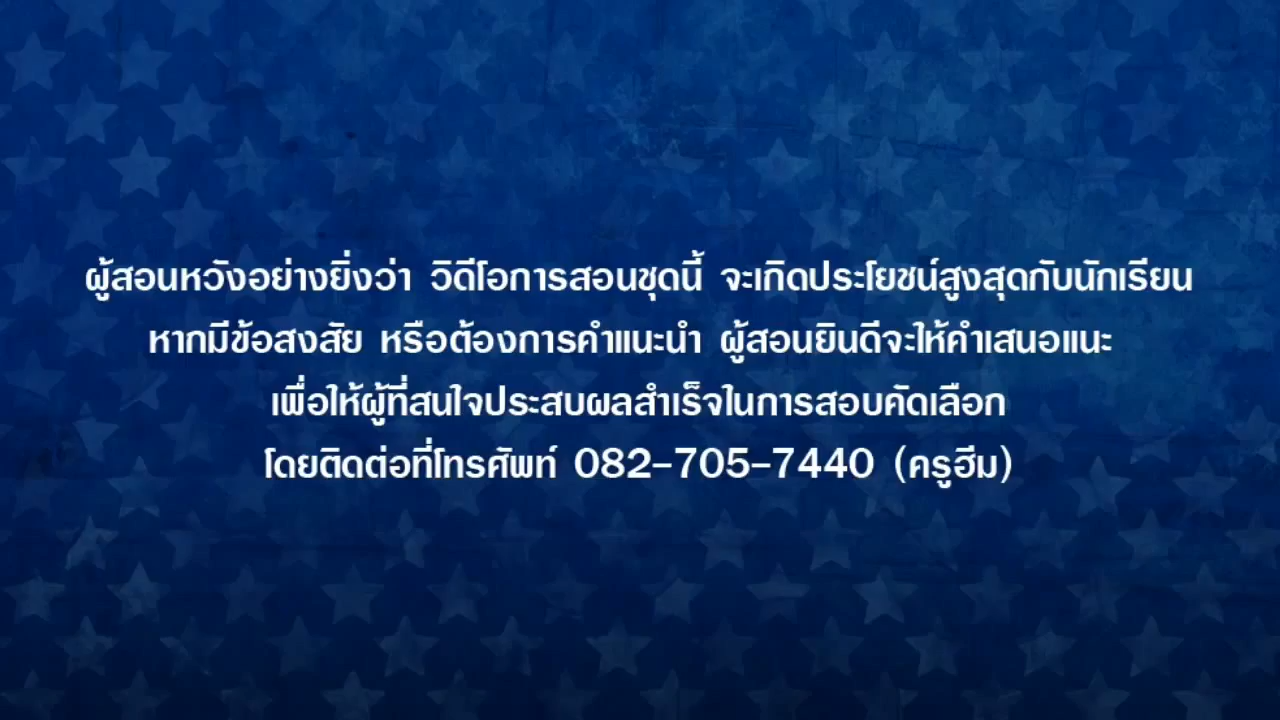 ผู้สอนหวังอย่างยิ่งว่า วิดีโอการสอนชุดนี้ จะเกิดประโยชน์สูงสุดกับนักเรียน
หากมีข้อสงสัย หรือต้องการคำแนะนำ ผู้สอนยินดีจะให้คำเสนอแนะ
เพื่อให้ผู้ที่สนใจประสบผลสำเร็จในการสอบคัดเลือก
โดยติดต่อที่โทรศัพท์ 082-705-7440 (ครูฮีม)